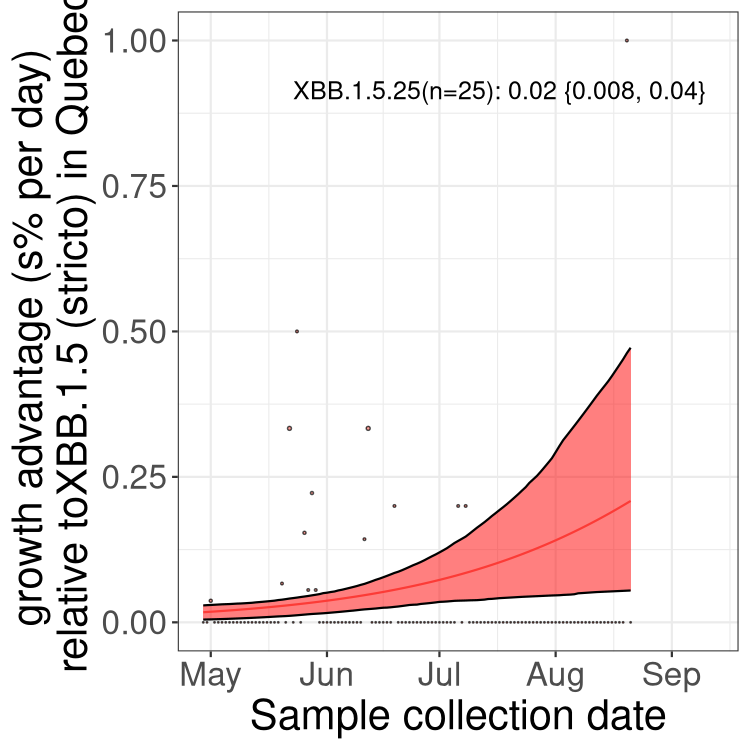 growth advantage (s% per day)
relative toXBB.1.5 (stricto) in Quebec
1.00
0.75
0.50
0.25
0.00
XBB.1.5.25(n=25): 0.02 {0.008, 0.04}
May Jun Jul Aug Sep
Sample collection date